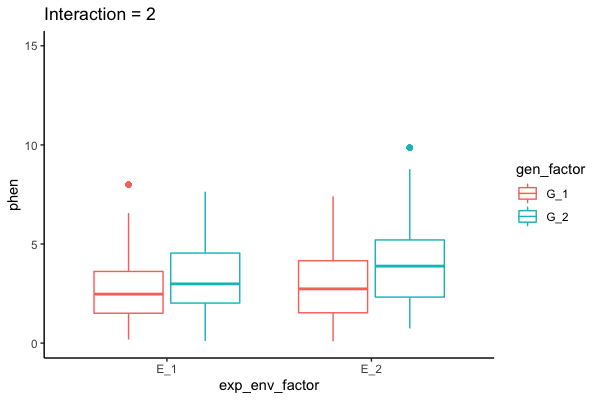 Interaction = 2
15
10
5
0
phen
E_1
E_2
exp_env_factor
gen_factor
G_1
G_2